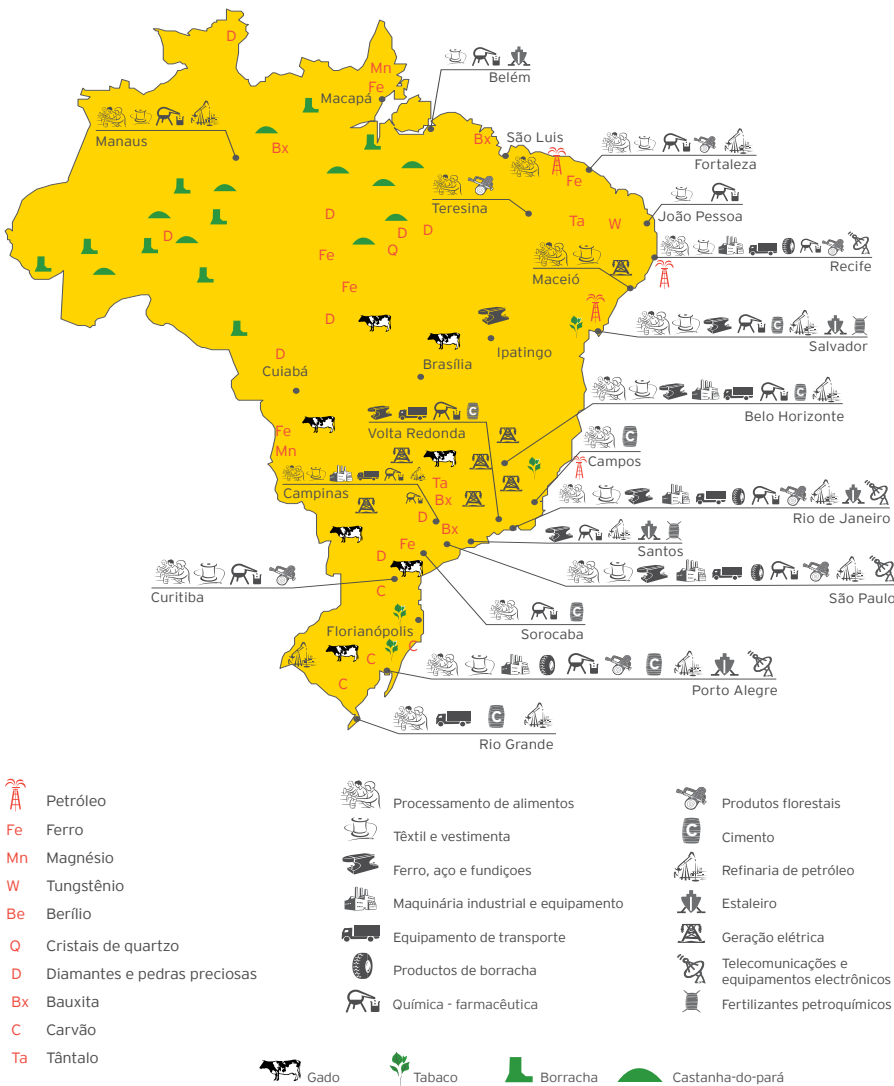 D
Mn
Fe
Macapá
Belém
Manaus
Bx
Bx
São Luis
Fortaleza
Fe
Teresina
João Pessoa
D
D
D
Ta
W
D
Q
Fe
Recife
Maceió
Fe
D
Salvador
D
Cuiabá
Brasília
Ipatingo
Belo Horizonte
C
Volta Redonda
Fe
Mn
C
Campos
Campinas
Ta
Bx
D
Bx
Rio de Janeiro
Santos
Fe
D
São Paulo
C
Curitiba
C
Sorocaba
Florianópolis
C
C
C
C
Porto Alegre
C
Rio Grande
Petróleo
Fe Ferro
Mn Magnésio
W Tungstênio
Be Berílio
Q Cristais de quartzo
D Diamantes e pedras preciosas
Bx Bauxita
C Carvão
Ta Tântalo
Processamento de alimentos
Têxtil e vestimenta
Ferro, aço e fundiçoes
Maquinária industrial e equipamento
Equipamento de transporte
Productos de borracha
Química - farmacêutica
Produtos florestais
C Cimento
Refinaria de petróleo
Estaleiro
Geração elétrica
Telecomunicações e
equipamentos electrônicos
Fertilizantes petroquímicos
Gado
Tabaco
Borracha
Castanha-do-pará